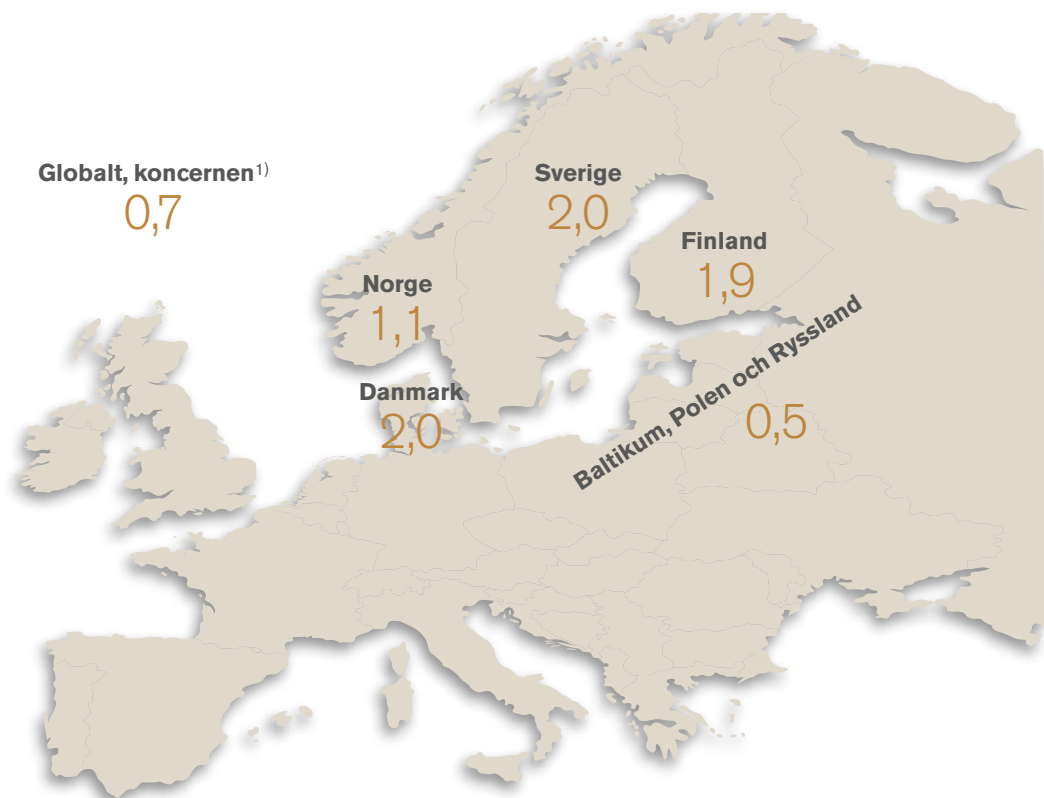 Globalt, koncernen1)
0,7
Sverige
2,0
Finland
1,9
Norge
1,1
Danmark
2,0
Baltikum, Polen och Ryssland
0,5